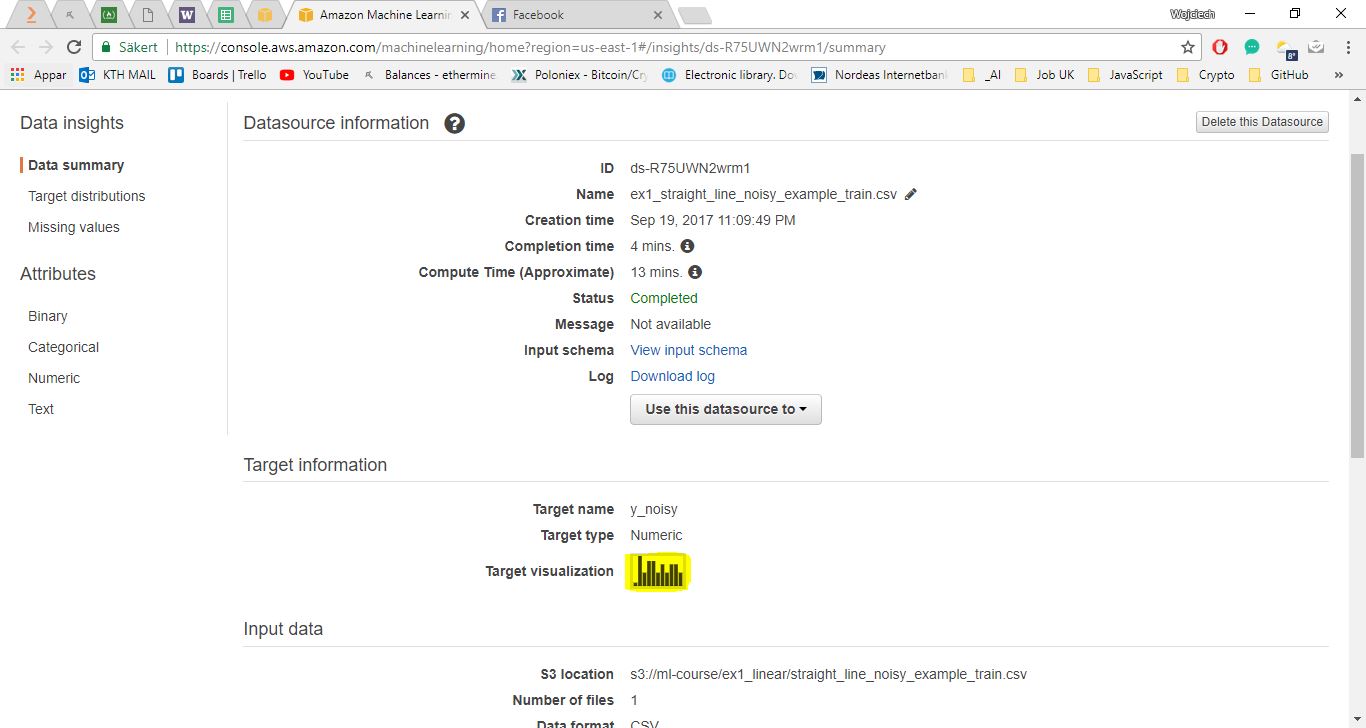 Wojciech
Amazon Machine Learnin
Facebook
Säkert
https://console.aws.amazon.com/machinelearning/home?region=us-east-1#/insights/ds-R75UWN2wrm1/summary
8°
Appar KTH MAIL Boards | Trello YouTube Balances - ethermine Poloniex - Bitcoin/Cry Electronic library. Do Nordeas Internetbank _AI Job UK JavaScript Crypto GitHub »
Data insights
Data summary
Target distributions
Missing values
Attributes
Binary
Categorical
Numeric
Text
Datasource information ?
Delete this Datasource
ID ds-R75UWN2wrm1
Name ex1_straight_line_noisy_example_train.csv
Creation time Sep 19, 2017 11:09:49 PM
Completion time 4 mins.
Compute Time (Approximate) 13 mins.
Status Completed
Message Not available
Input schema View input schema
Log Download log
Use this datasource to
Target information
Target name y_noisy
Target type Numeric
Target visualization
Input data
S3 location s3://ml-course/ex1_linear/straight_line_noisy_example_train.csv
Number of files 1
Data format CSV